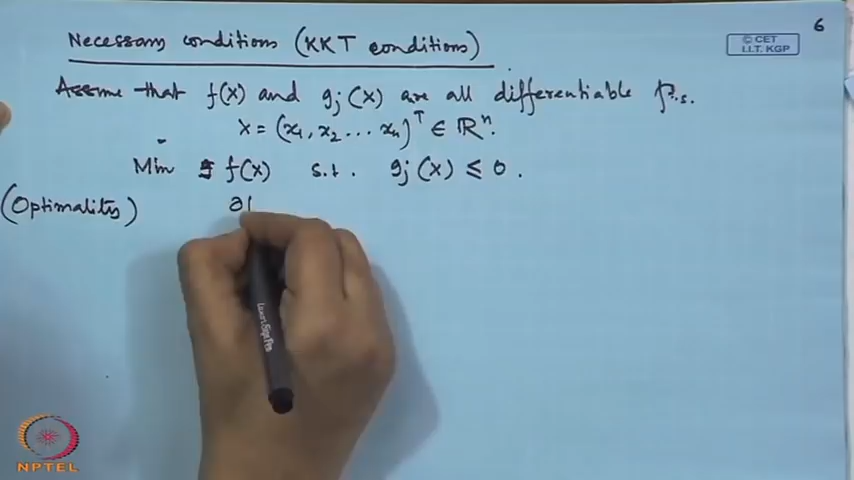 6
Necessary conditions (KKT conditions)
© CET
I.I.T. KGP
Assume that f(x) and gj(x) are all differentiable fns.
X = (x1, x2 ... xn)ᵀ ∈ ℝⁿ.
Min f(x) s.t. gj(x) ≤ 0.
(Optimality) ∂
NPTEL